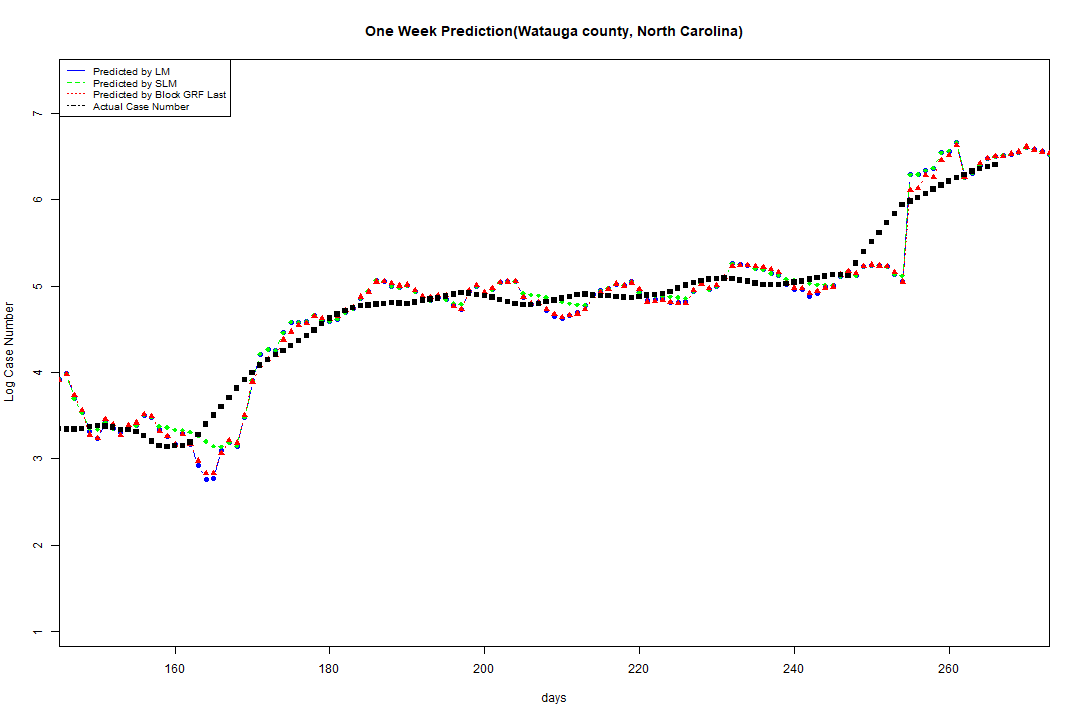 One Week Prediction(Watauga county, North Carolina)
Predicted by LM
Predicted by SLM
Predicted by Block GRF Last
Actual Case Number
7
6
5
4
3
2
1
Log Case Number
160 180 200 220 240 260
days